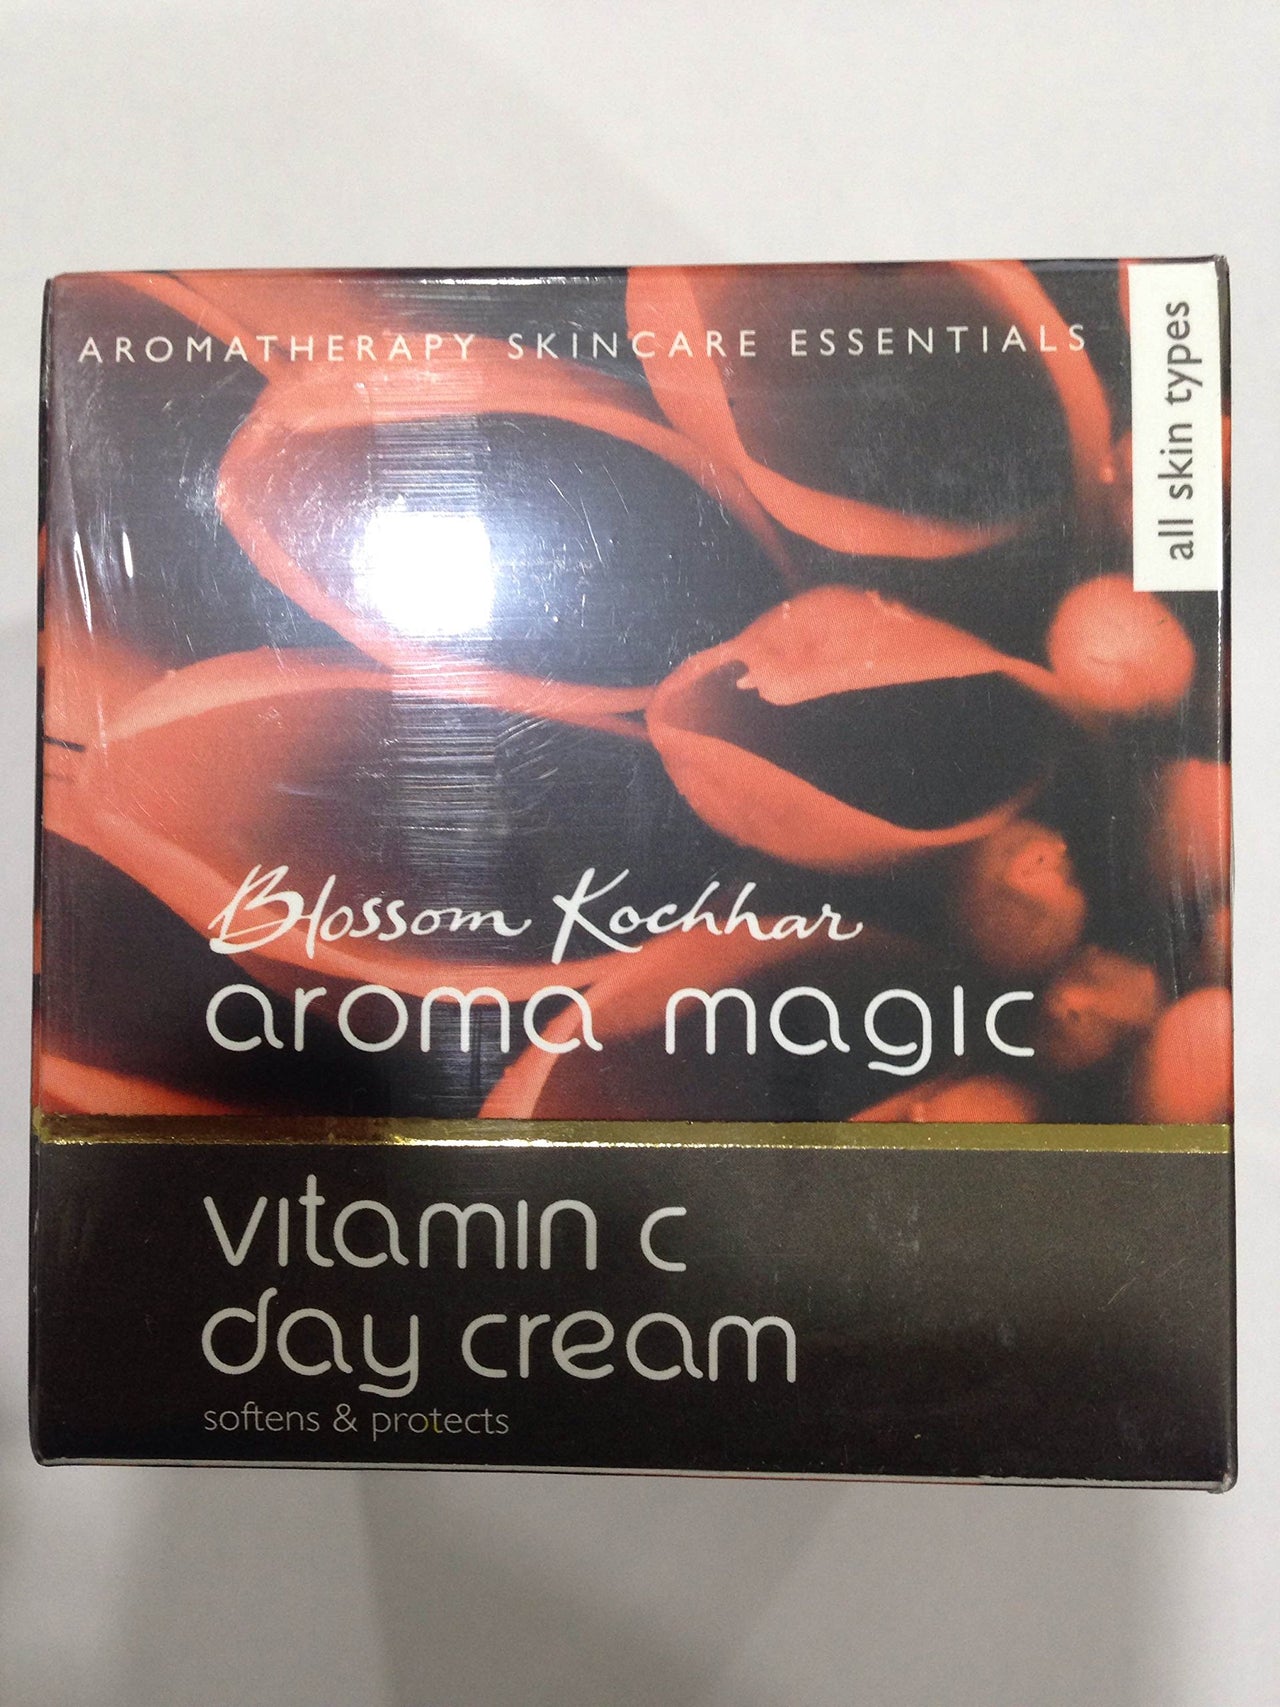 AROMATHERAPY SKINCARE ESSENTIALS
all skin types
Blossom Kochhar
aroma magic
vitamin c
day cream
softens & protects